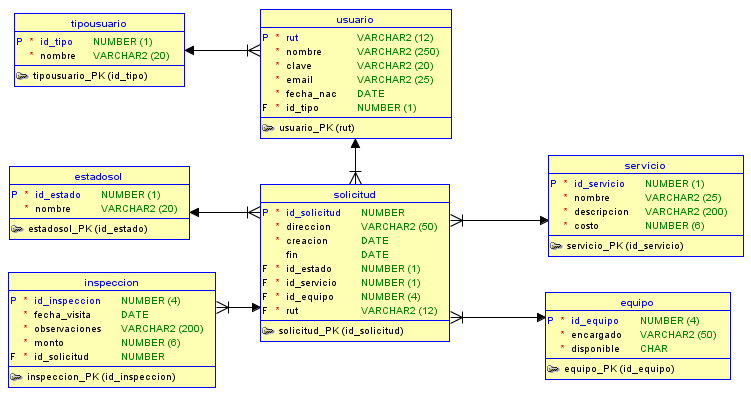 tipousuario
P * id_tipo NUMBER (1)
* nombre VARCHAR2 (20)
tipousuario_PK (id_tipo)
usuario
P * rut VARCHAR2 (12)
* nombre VARCHAR2 (250)
* clave VARCHAR2 (20)
* email VARCHAR2 (25)
* fecha_nac DATE
F * id_tipo NUMBER (1)
usuario_PK (rut)
estadosol
P * id_estado NUMBER (1)
* nombre VARCHAR2 (20)
estadosol_PK (id_estado)
solicitud
P * id_solicitud NUMBER
* direccion VARCHAR2 (50)
* creacion DATE
fin DATE
F * id_estado NUMBER (1)
F * id_servicio NUMBER (1)
F * id_equipo NUMBER (4)
F * rut VARCHAR2 (12)
solicitud_PK (id_solicitud)
servicio
P * id_servicio NUMBER (1)
* nombre VARCHAR2 (25)
* descripcion VARCHAR2 (200)
* costo NUMBER (6)
servicio_PK (id_servicio)
inspeccion
P * id_inspeccion NUMBER (4)
* fecha_visita DATE
* observaciones VARCHAR2 (200)
* monto NUMBER (6)
F * id_solicitud NUMBER
inspeccion_PK (id_inspeccion)
equipo
P * id_equipo NUMBER (4)
* encargado VARCHAR2 (50)
* disponible CHAR
equipo_PK (id_equipo)